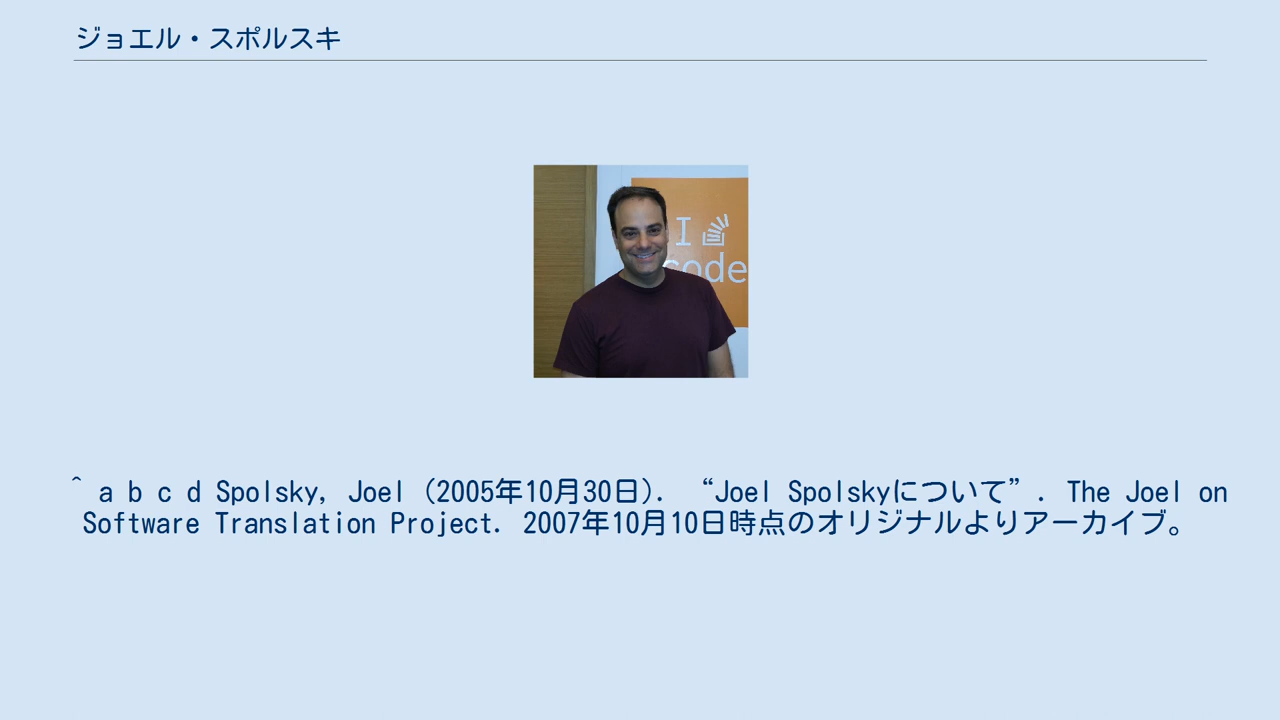 ジョエル・スポルスキ
I
code
^ a b c d Spolsky, Joel (2005年10月30日). “Joel Spolskyについて”. The Joel on
Software Translation Project. 2007年10月10日時点のオリジナルよりアーカイブ。